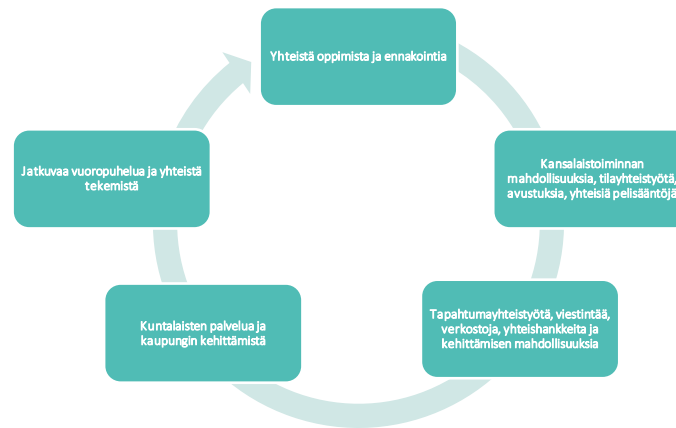 Yhteistä oppimista ja ennakointia
Kansalaistoiminnan
mahdollisuuksia, tilayhteistyötä,
avustuksia, yhteisiä pelisääntöjä
Tapahtumayhteistyötä, viestintää,
verkostoja, yhteishankkeita ja
kehittämisen mahdollisuuksia
Kuntalaisten palvelua ja
kaupungin kehittämistä
Jatkuvaa vuoropuhelua ja yhteistä
tekemistä